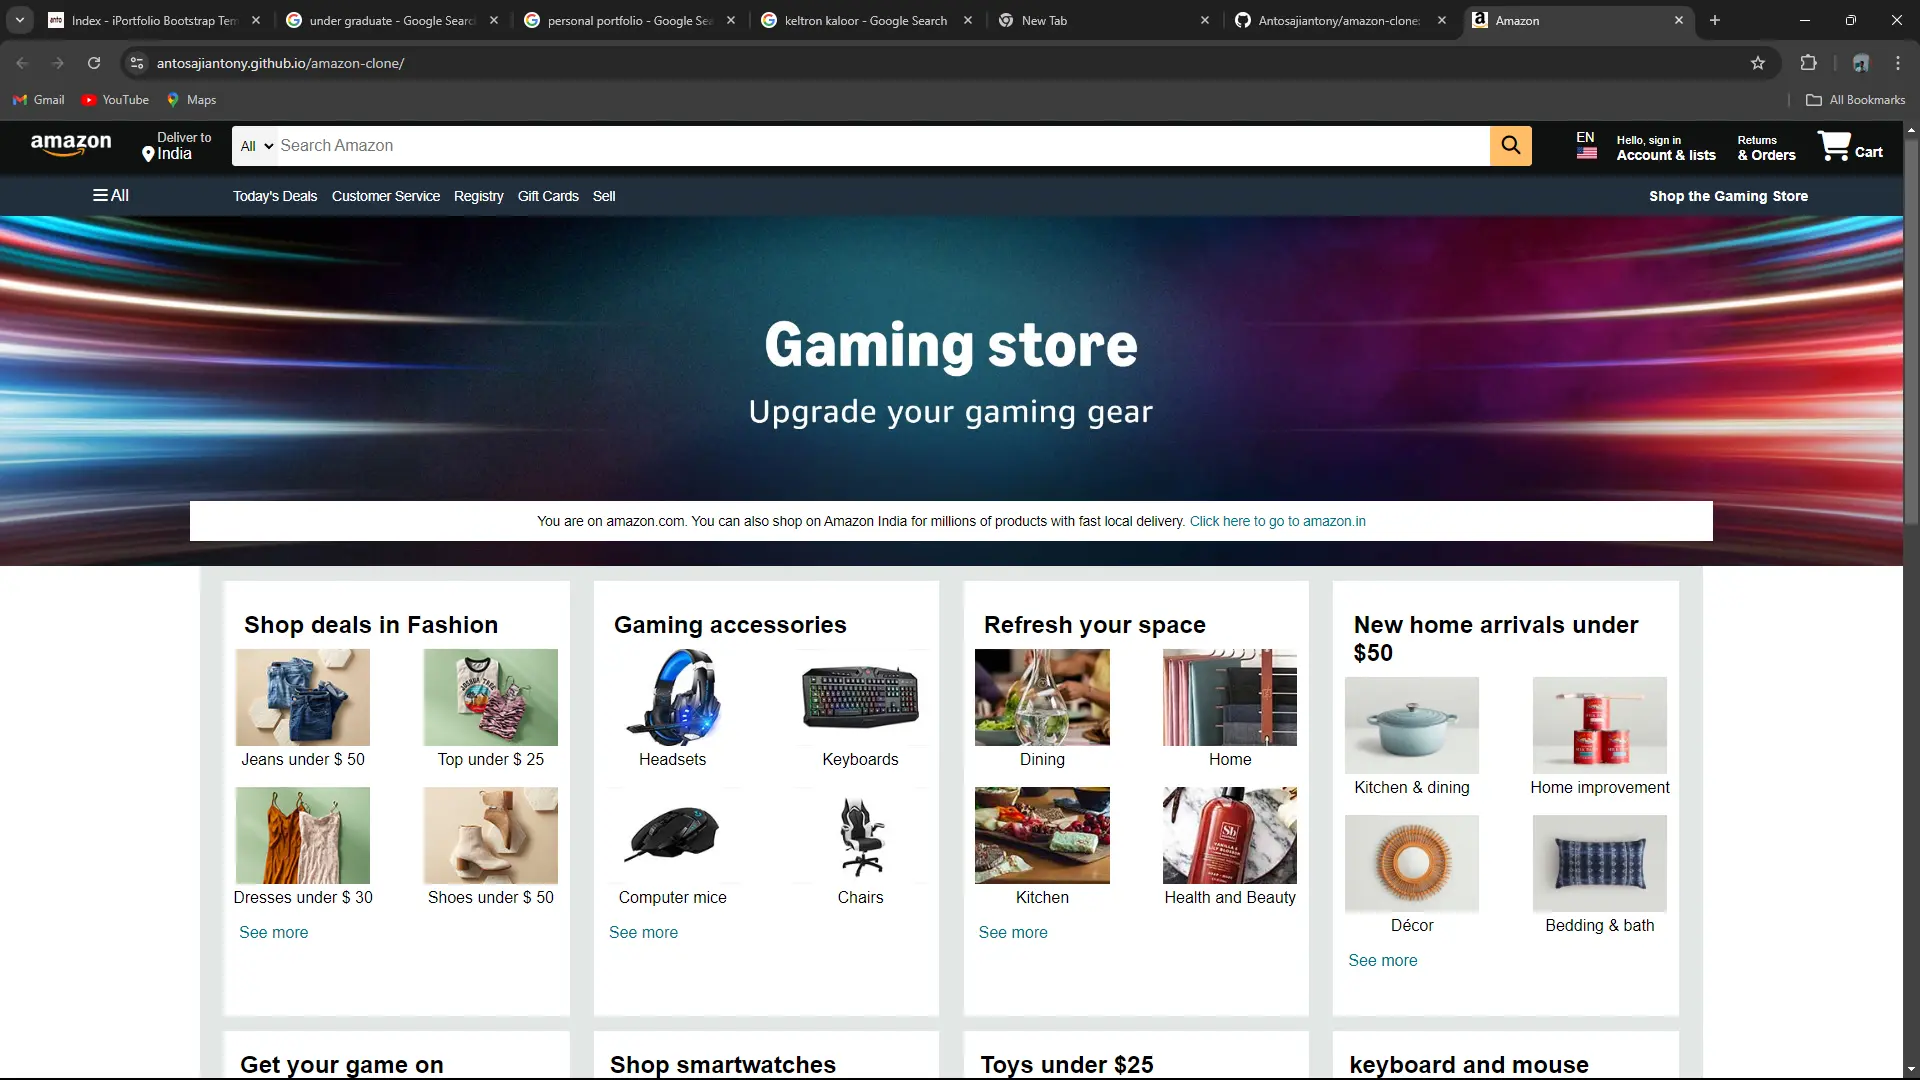 Index - iPortfolio Bootstrap Tem
under graduate - Google Searc
personal portfolio - Google Sea
keltron kaloor - Google Search
New Tab
Antosajiantony/amazon-clone:
Amazon
antosajiantony.github.io/amazon-clone/
Gmail
YouTube
Maps
All Bookmarks
amazon
Deliver to
India
All
Search Amazon
EN
Hello, sign in
Account & lists
Returns
& Orders
Cart
All
Today's Deals
Customer Service
Registry
Gift Cards
Sell
Shop the Gaming Store
Gaming store
Upgrade your gaming gear
You are on amazon.com. You can also shop on Amazon India for millions of products with fast local delivery. Click here to go to amazon.in
Shop deals in Fashion
Jeans under $ 50
Top under $ 25
Dresses under $ 30
Shoes under $ 50
See more
Gaming accessories
Headsets
Keyboards
Computer mice
Chairs
See more
Refresh your space
Dining
Home
Kitchen
Health and Beauty
See more
New home arrivals under
$50
Kitchen & dining
Home improvement
Décor
Bedding & bath
See more
Get your game on
Shop smartwatches
Toys under $25
keyboard and mouse